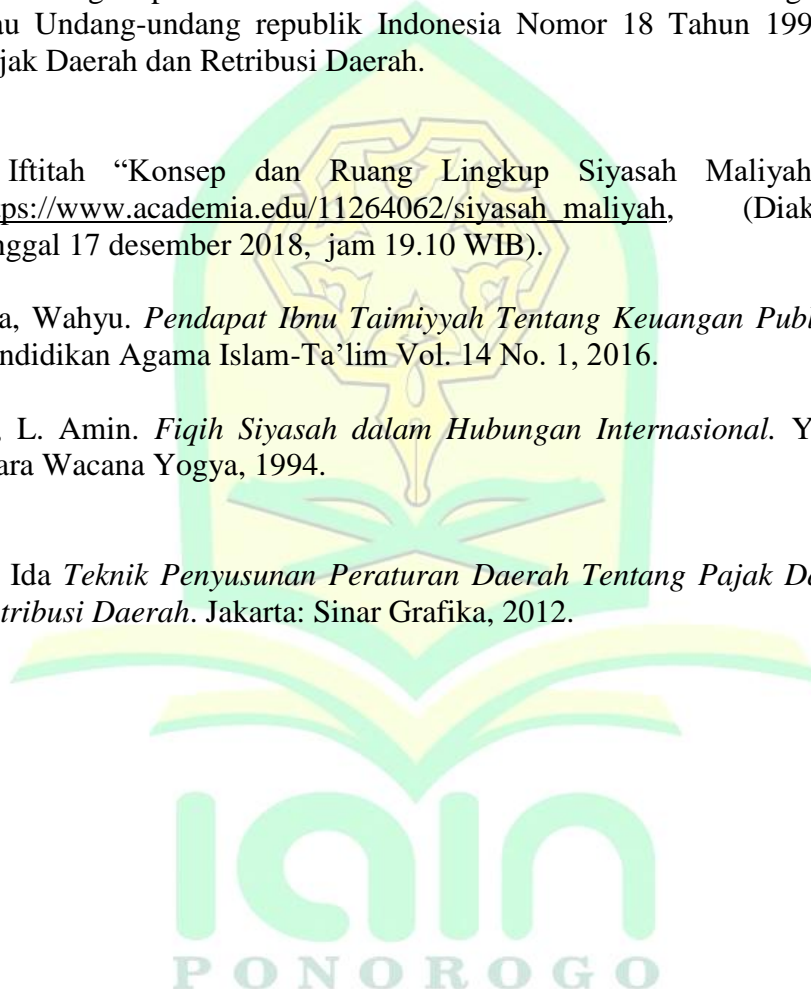 au Undang-undang republik Indonesia Nomor 18 Tahun 199
jak Daerah dan Retribusi Daerah.
Iftitah “Konsep dan Ruang Lingkup Siyasah Maliyah
ps://www.academia.edu/11264062/siyasah_maliyah, (Diak
nggal 17 desember 2018, jam 19.10 WIB).
a, Wahyu. Pendapat Ibnu Taimiyyah Tentang Keuangan Publ
endidikan Agama Islam-Ta’lim Vol. 14 No. 1, 2016.
, L. Amin. Fiqih Siyasah dalam Hubungan Internasional. Y
ara Wacana Yogya, 1994.
Ida Teknik Penyusunan Peraturan Daerah Tentang Pajak Da
tribusi Daerah. Jakarta: Sinar Grafika, 2012.
iain
PONOROGO